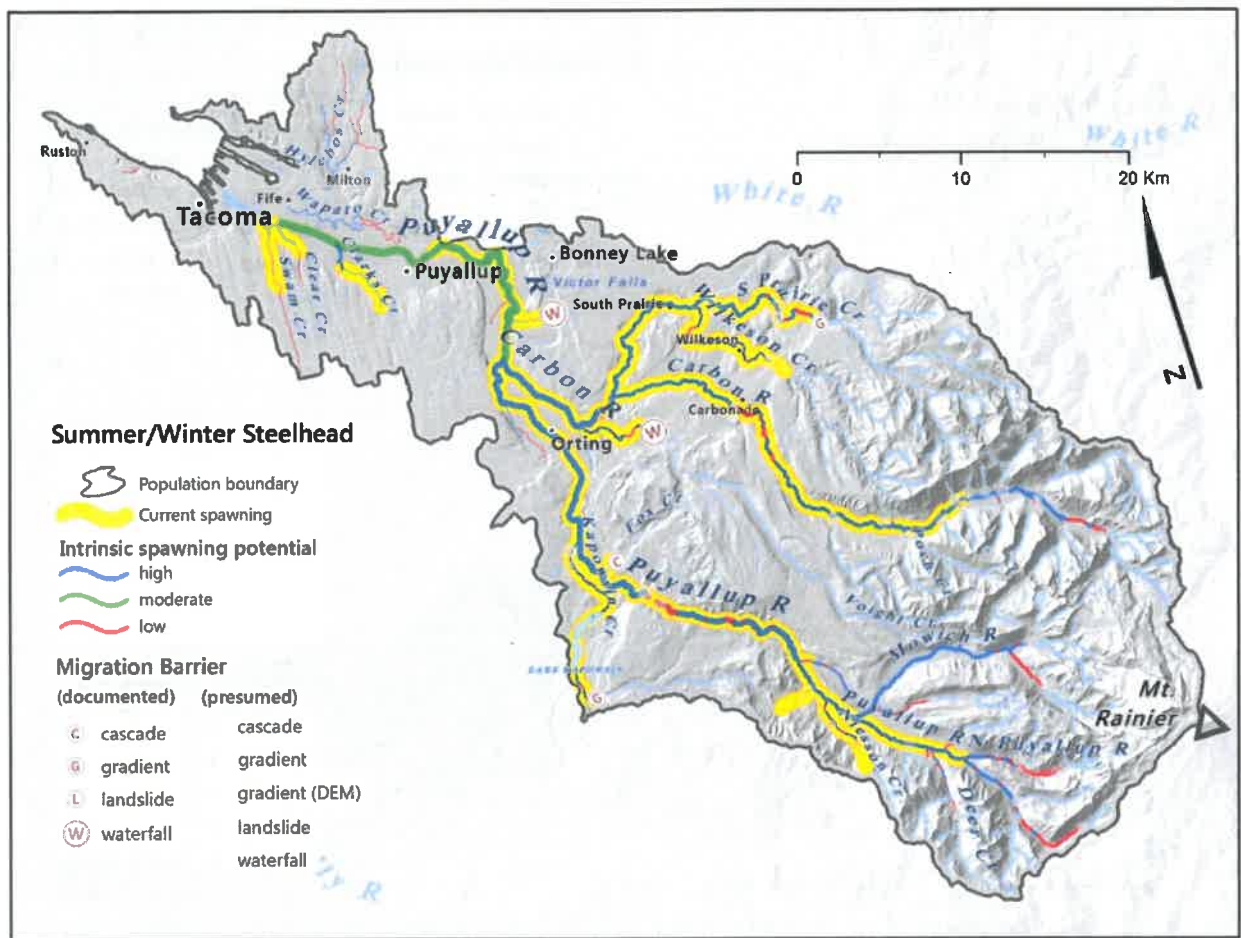 White R
White R
0 10 20 Km
Z
Ruston
Hylebos Cr
Milton
Fife
Wapato Cr
Tacoma
Puyallup R
Bonney Lake
Puyallup
Clarks Cr
Clear Cr
Swam Cr
Victor Falls
W
South Prairie
S Prairie Cr
G
Wilkeson Cr
Wilkeson
Carbon R
Carbon R
Carbonado
W
Orting
Fox Cr
Kapowsin Cr
C
Puyallup R
Voight Cr
Mowich R
G
Puyallup R
N Puyallup R
Deer Cr
Mt.
Rainier
Summer/Winter Steelhead
Population boundary
Current spawning
Intrinsic spawning potential
high
moderate
low
Migration Barrier
(documented) (presumed)
C cascade cascade
G gradient gradient
L landslide gradient (DEM)
W waterfall landslide
waterfall
ly R